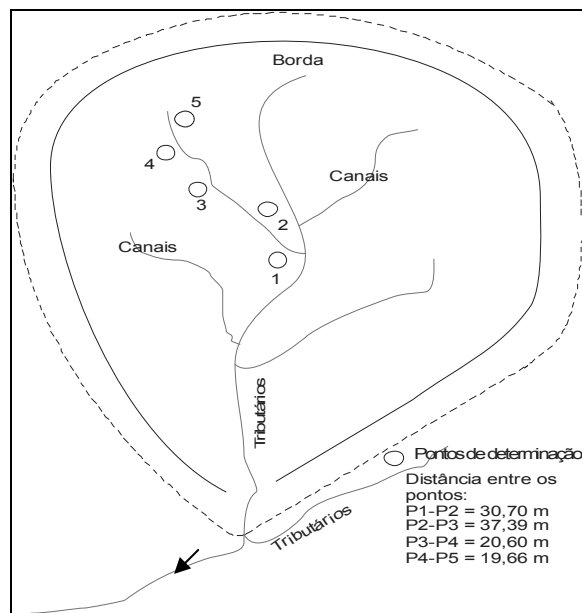 Borda
5
4
Canais
3
2
Canais
1
Tributários
Pontos de determinação
Distância entre os
pontos:
P1-P2 = 30,70 m
P2-P3 = 37,39 m
P3-P4 = 20,60 m
P4-P5 = 19,66 m
Tributários